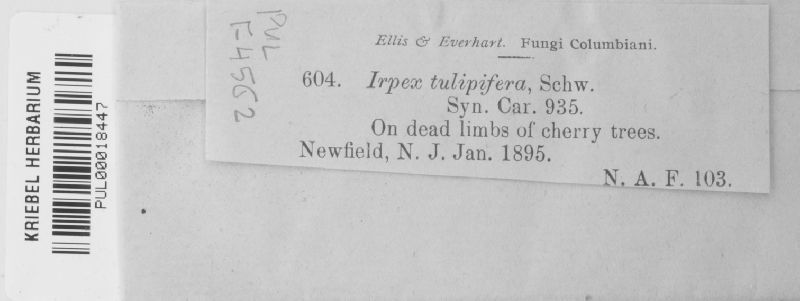 KRIEBEL HERBARIUM
PUL00018447
PUL
F-4562
Ellis & Everhart. Fungi Columbiani.
604. Irpex tulipifera, Schw.
Syn. Car. 935.
On dead limbs of cherry trees.
Newfield, N. J. Jan. 1895.
N. A. F. 103.